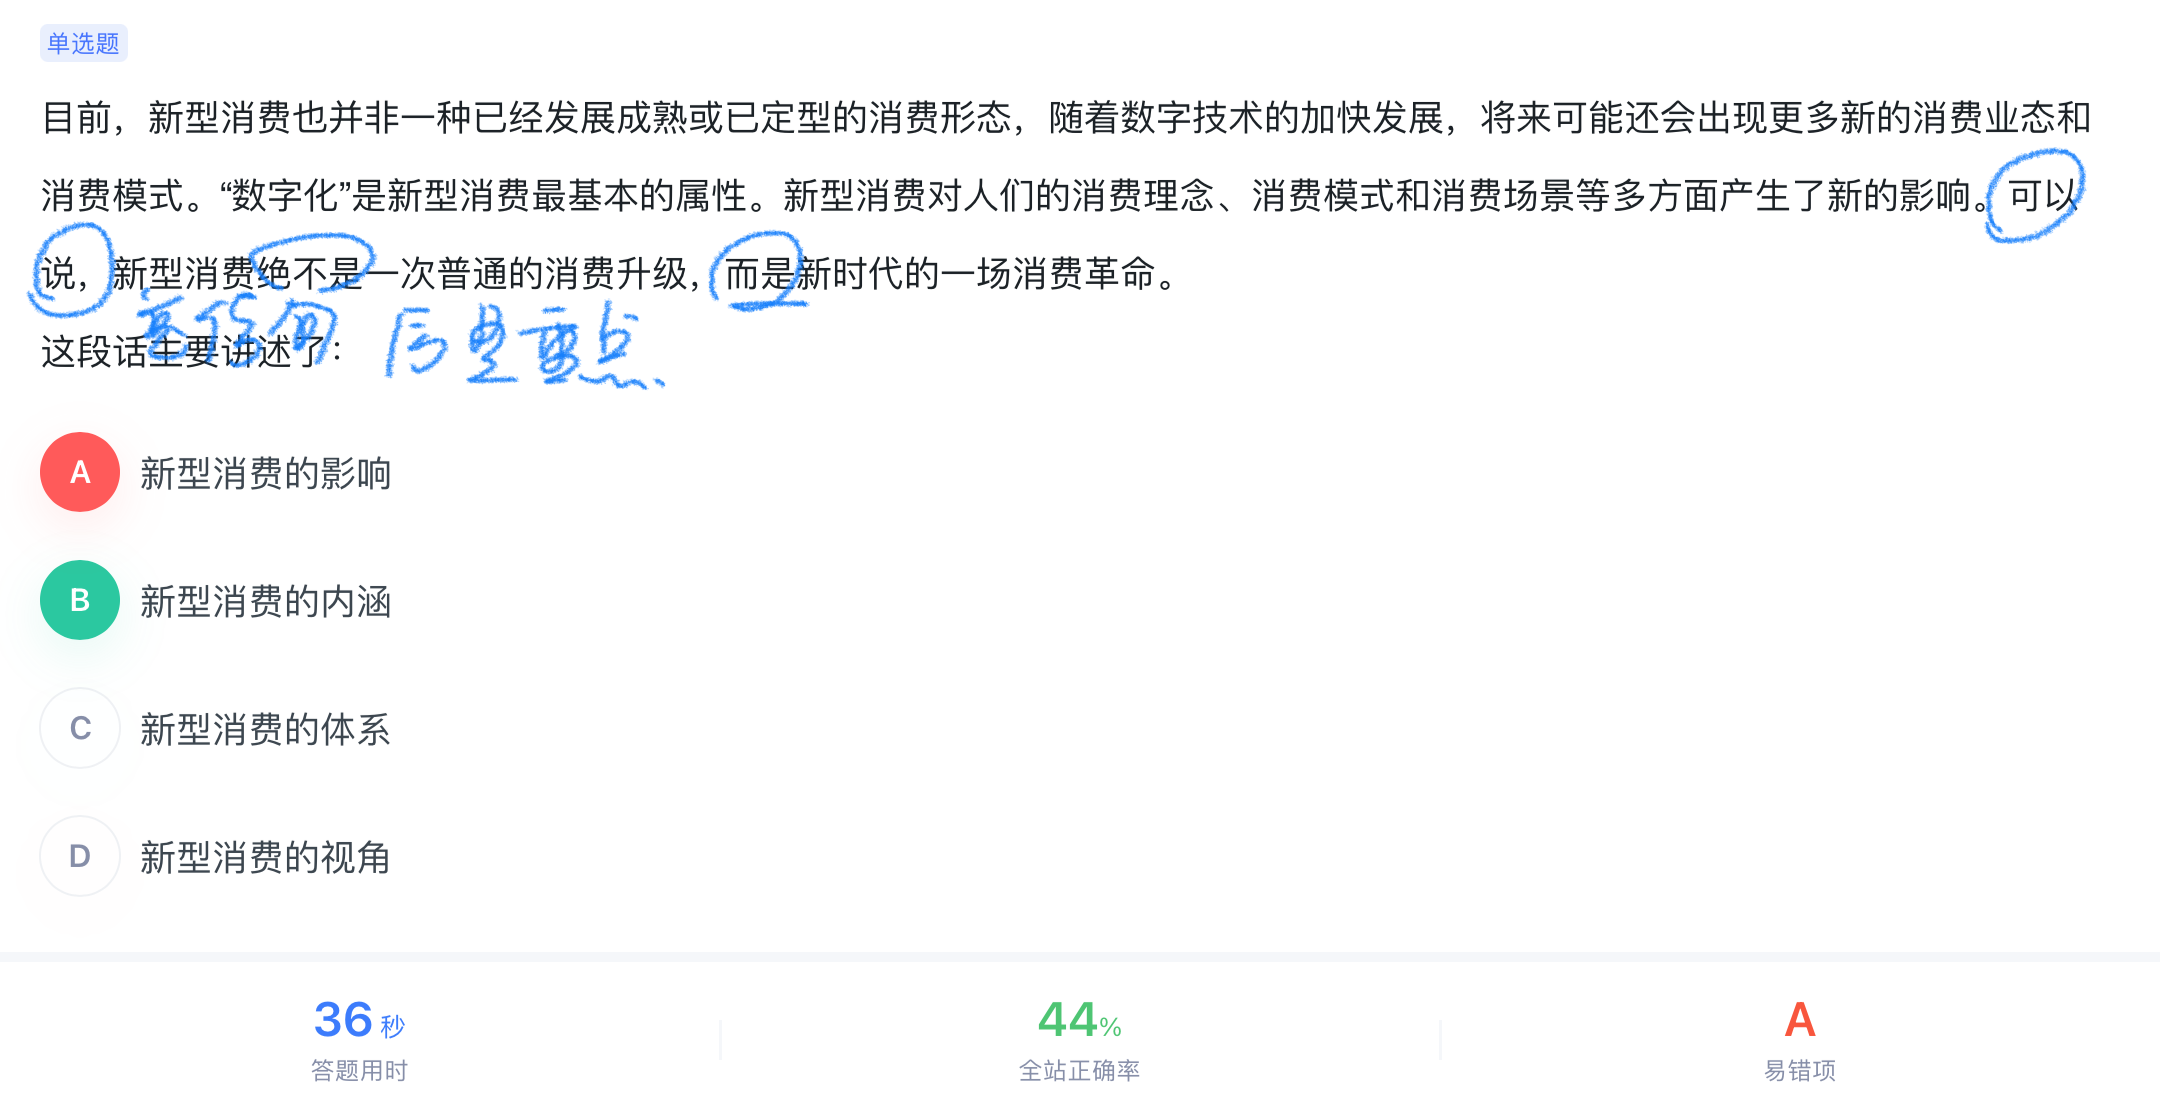 单选题
目前，新型消费也并非一种已经发展成熟或已定型的消费形态，随着数字技术的加快发展，将来可能还会出现更多新的消费业态和
消费模式。“数字化”是新型消费最基本的属性。新型消费对人们的消费理念、消费模式和消费场景等多方面产生了新的影响。可以
说，新型消费绝不是一次普通的消费升级，而是新时代的一场消费革命。
后是重点
这段话主要讲述了：
A 新型消费的影响
B 新型消费的内涵
C 新型消费的体系
D 新型消费的视角
36 秒
答题用时
44%
全站正确率
A
易错项